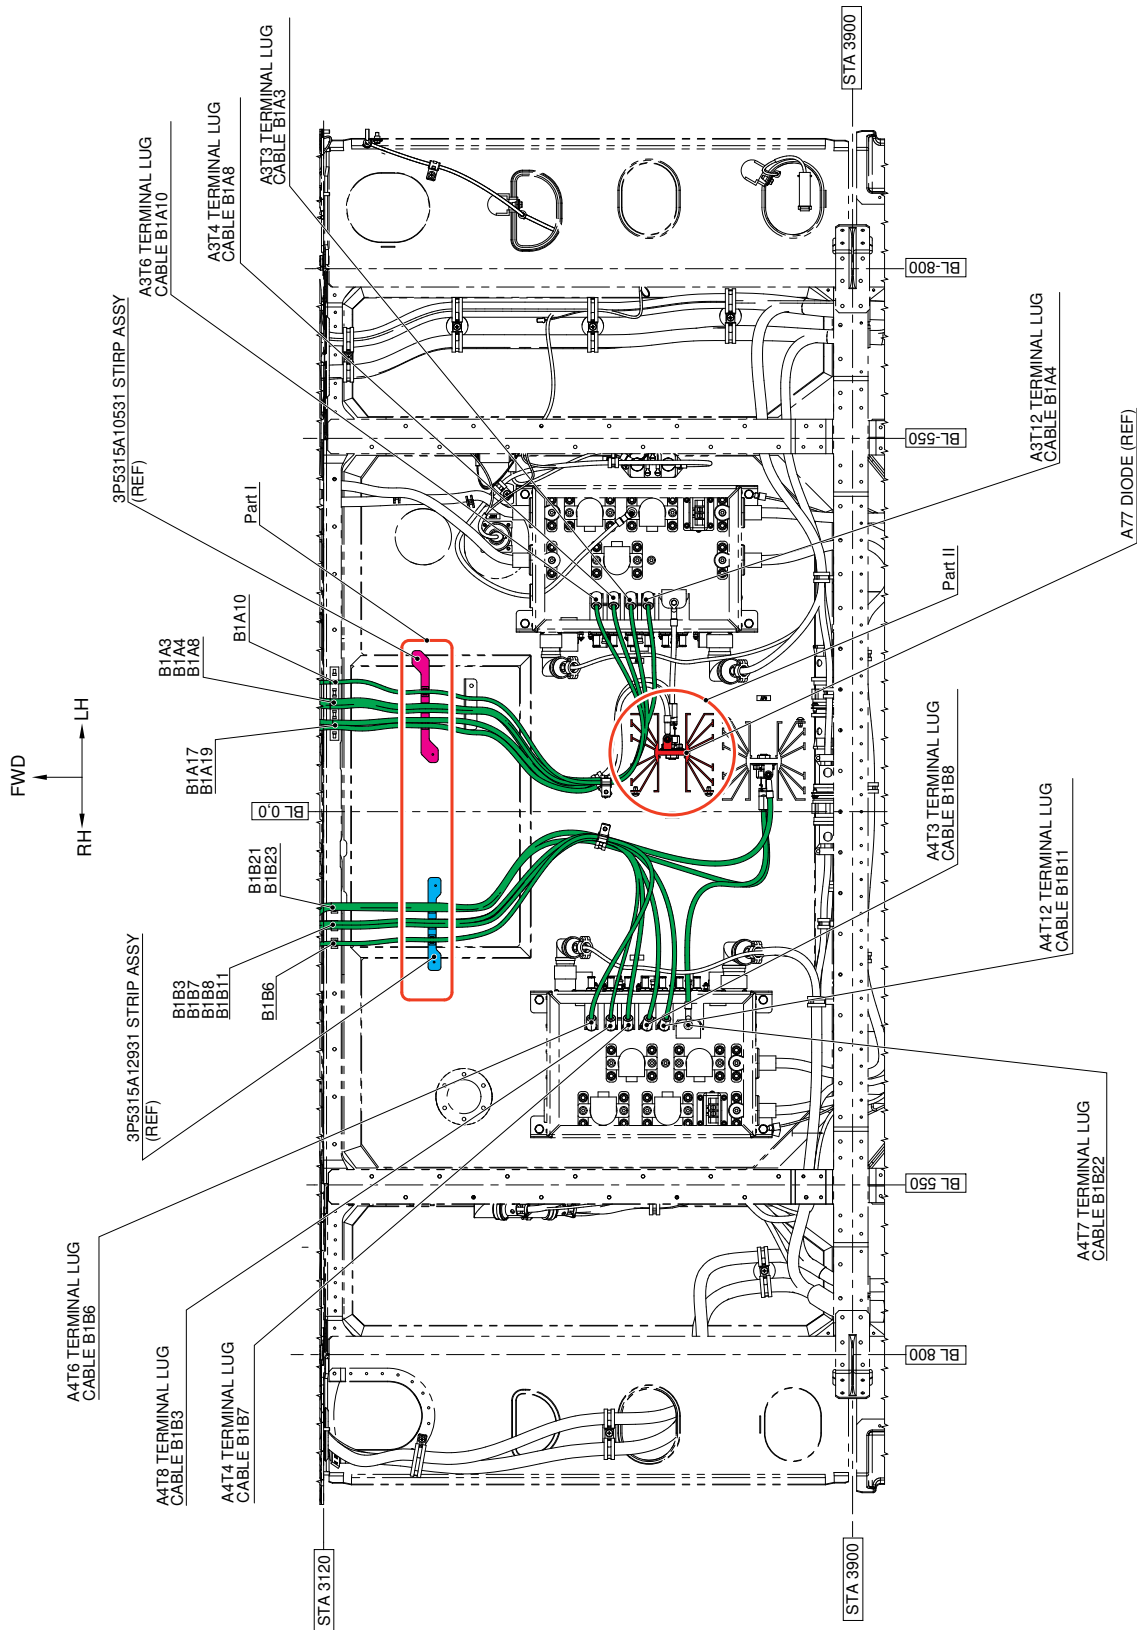 FWD
RH
LH
STA 3900
A3T3 TERMINAL LUG
CABLE B1A3
A3T4 TERMINAL LUG
CABLE B1A8
A3T6 TERMINAL LUG
CABLE B1A10
3P5315A10531 STIRP ASSY
(REF)
Part I
B1A10
B1A3
B1A4
B1A8
B1A17
B1A19
BL 0,0
B1B21
B1B23
B1B3
B1B7
B1B8
B1B11
B1B6
3P5315A12931 STRIP ASSY
(REF)
A4T6 TERMINAL LUG
CABLE B1B6
A4T8 TERMINAL LUG
CABLE B1B3
A4T4 TERMINAL LUG
CABLE B1B7
STA 3120
STA 3900
BL-800
BL-550
A3T12 TERMINAL LUG
CABLE B1A4
A77 DIODE (REF)
Part II
A4T3 TERMINAL LUG
CABLE B1B8
A4T12 TERMINAL LUG
CABLE B1B11
A4T7 TERMINAL LUG
CABLE B1B22
BL 550
BL 800